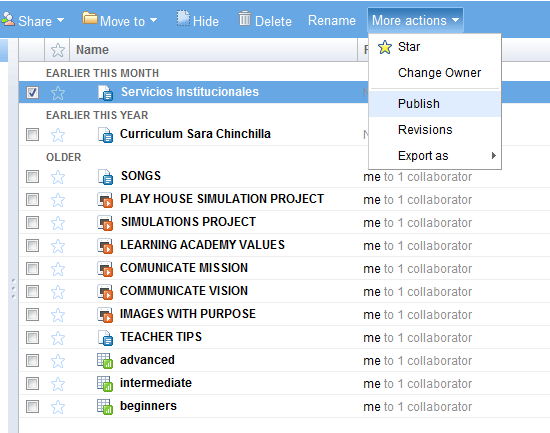 Share Move to Hide Delete Rename More actions
Name F
Star
Change Owner
Publish
Revisions
Export as
EARLIER THIS MONTH
Servicios Institucionales
EARLIER THIS YEAR
Curriculum Sara Chinchilla N
OLDER
SONGS me to 1 collaborator
PLAY HOUSE SIMULATION PROJECT me to 1 collaborator
SIMULATIONS PROJECT me to 1 collaborator
LEARNING ACADEMY VALUES me to 1 collaborator
COMUNICATE MISSION me to 1 collaborator
COMMUNICATE VISION me to 1 collaborator
IMAGES WITH PURPOSE me to 1 collaborator
TEACHER TIPS me to 1 collaborator
advanced me to 1 collaborator
intermediate me to 1 collaborator
beginners me to 1 collaborator